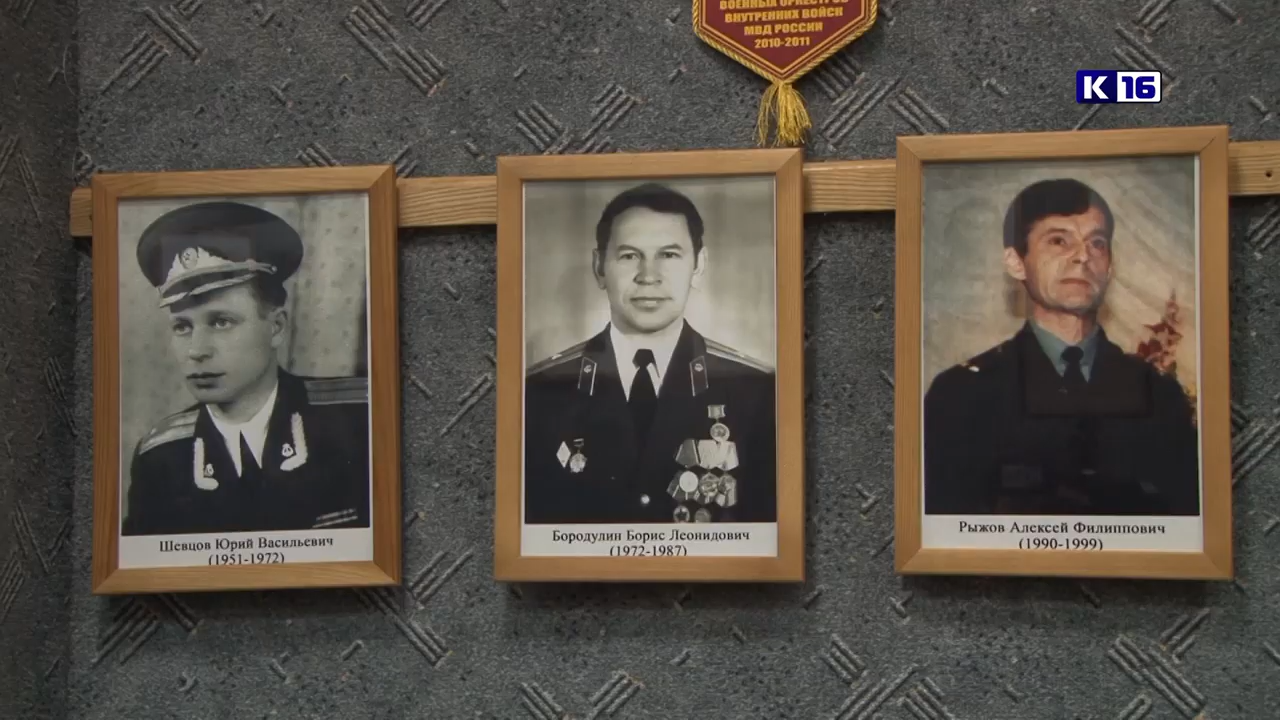 ВОЕННЫХ ОРКЕСТРОВ
ВНУТРЕННИХ ВОЙСК
МВД РОССИИ
2010-2011
К 16
Шевцов Юрий Васильевич
(1951-1972)
Бородулин Борис Леонидович
(1972-1987)
Рыжов Алексей Филиппович
(1990-1999)